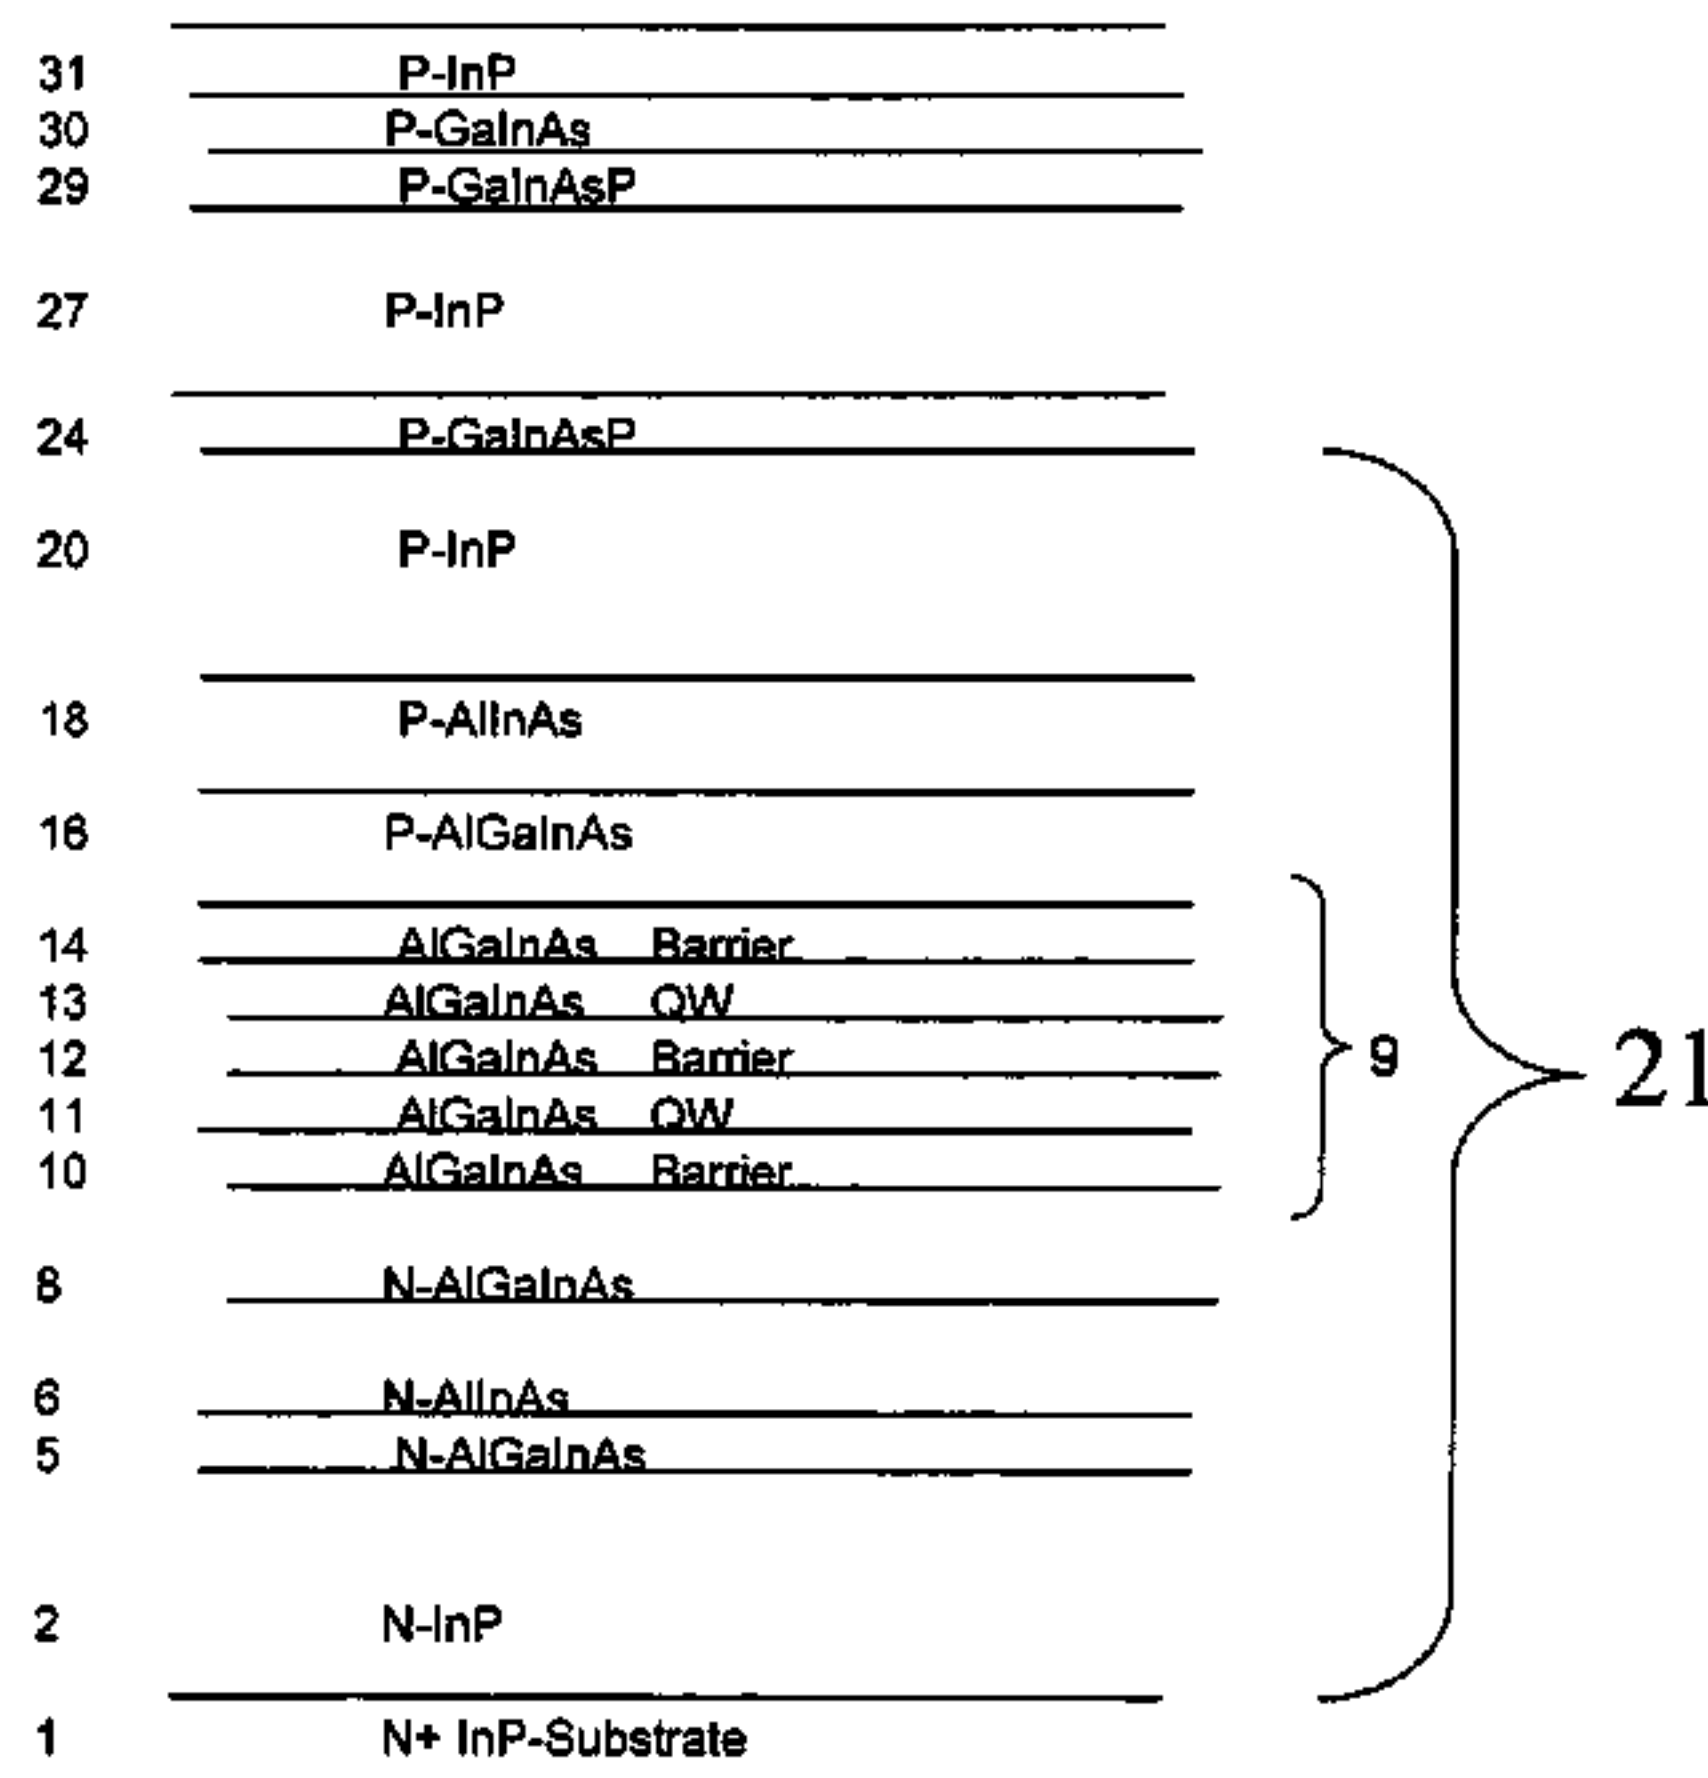 31 P-InP
30 P-GaInAs
29 P-GaInAsP
27 P-InP
24 P-GaInAsP
20 P-InP
18 P-AlInAs
16 P-AlGaInAs
14 AlGaInAs Barrier
13 AlGaInAs QW
12 AlGaInAs Barrier
9
21
11 AlGaInAs QW
10 AlGaInAs Barrier
8 N-AlGaInAs
6 N-AlInAs
5 N-AlGaInAs
2 N-InP
1 N+ InP-Substrate